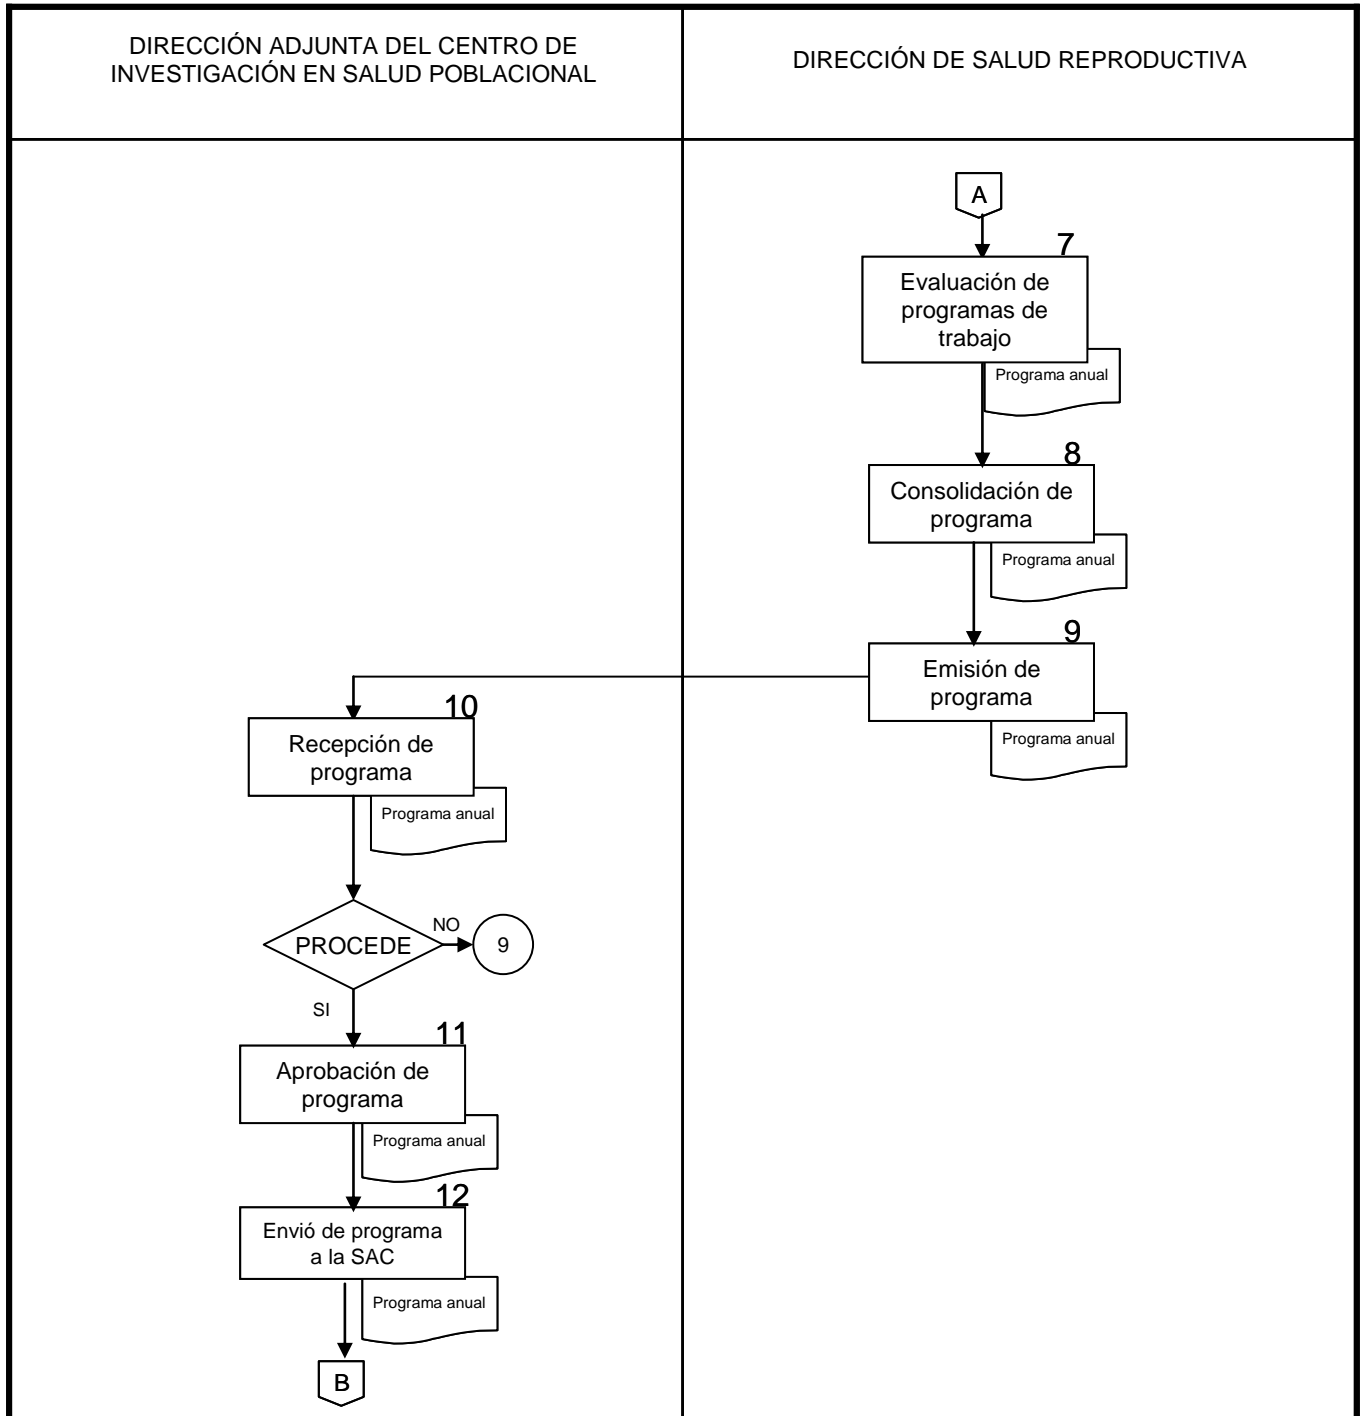 DIRECCIÓN ADJUNTA DEL CENTRO DE
INVESTIGACIÓN EN SALUD POBLACIONAL
DIRECCIÓN DE SALUD REPRODUCTIVA
A
7
Evaluación de
programas de
trabajo
Programa anual
8
Consolidación de
programa
Programa anual
9
Emisión de
programa
Programa anual
10
Recepción de
programa
Programa anual
PROCEDE
NO
9
SI
11
Aprobación de
programa
Programa anual
12
Envió de programa
a la SAC
Programa anual
B